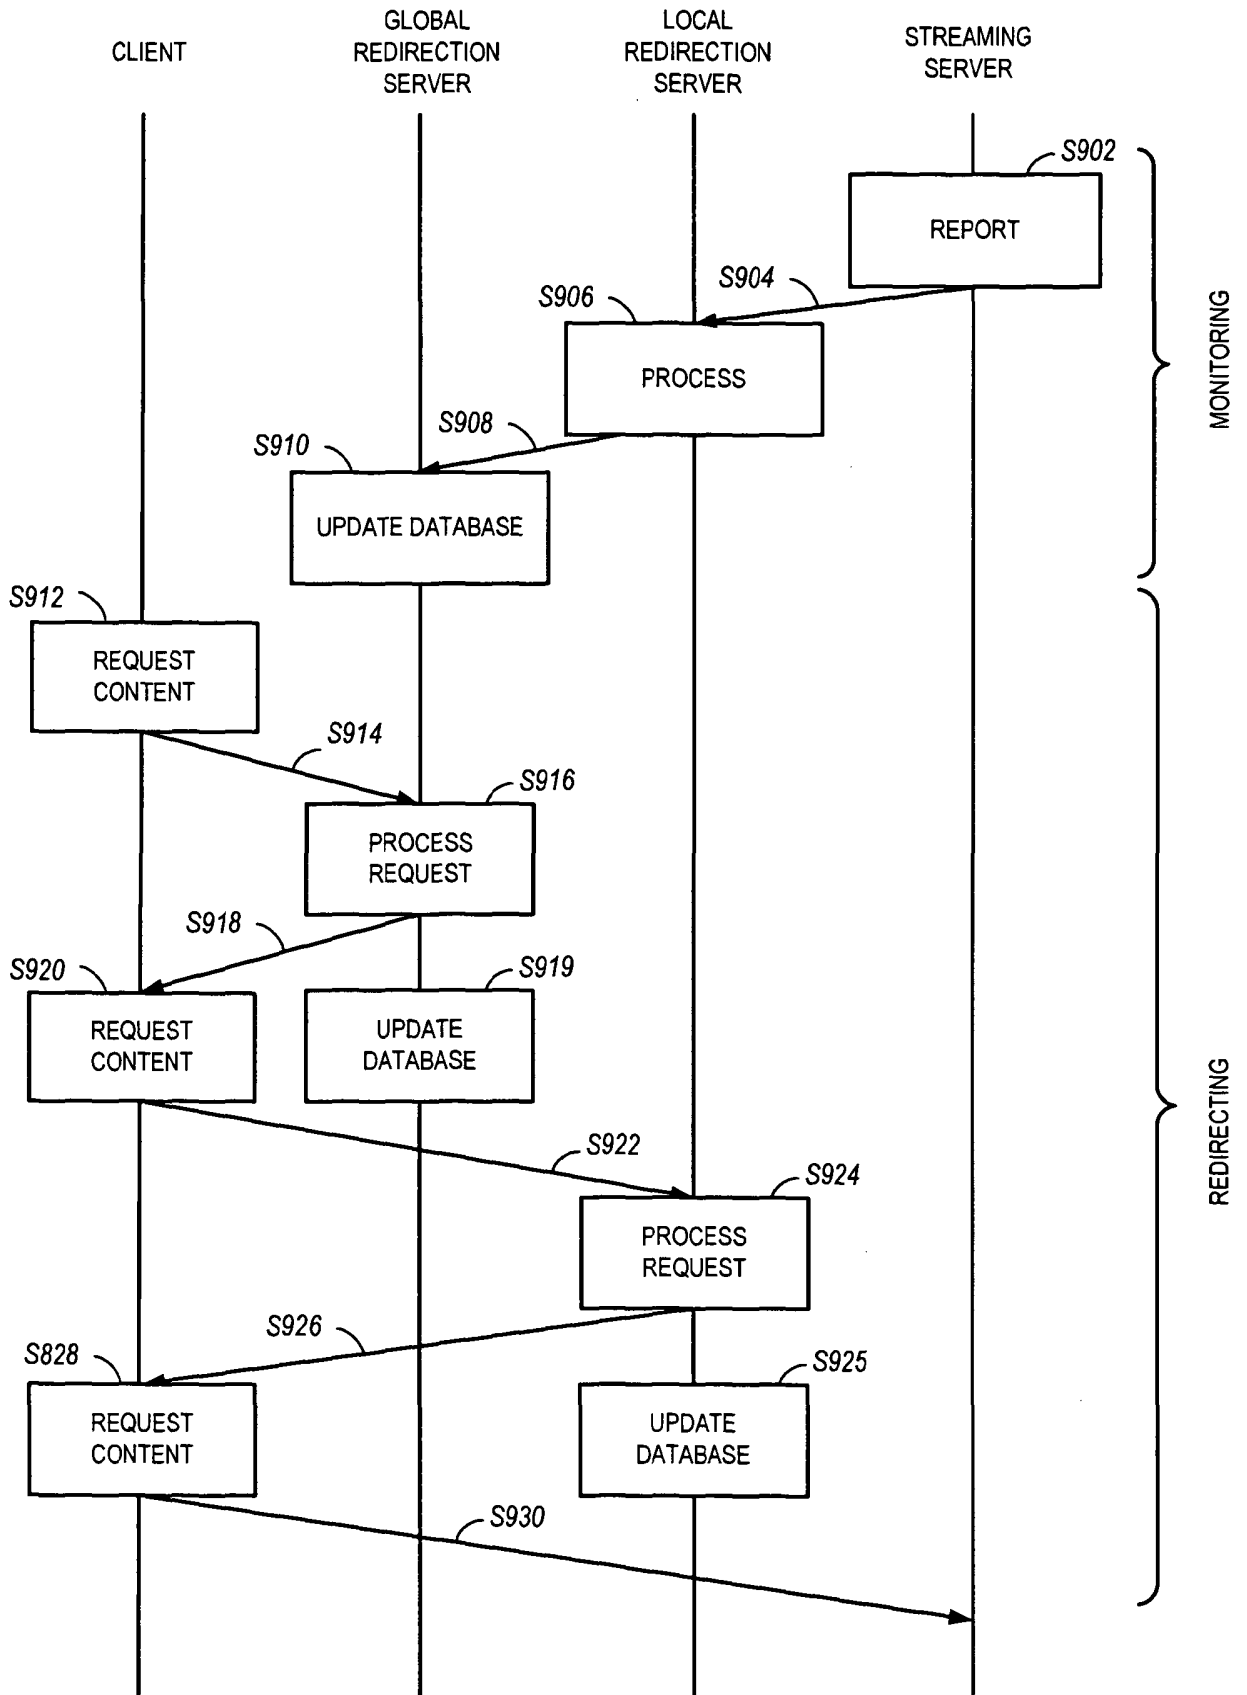 CLIENT
GLOBAL
REDIRECTION
SERVER
LOCAL
REDIRECTION
SERVER
STREAMING
SERVER
S902
REPORT
S904
S906
PROCESS
S908
S910
UPDATE DATABASE
MONITORING
S912
REQUEST
CONTENT
S914
S916
PROCESS
REQUEST
S918
S920
REQUEST
CONTENT
S919
UPDATE
DATABASE
S922
S924
PROCESS
REQUEST
S926
S828
REQUEST
CONTENT
S925
UPDATE
DATABASE
S930
REDIRECTING